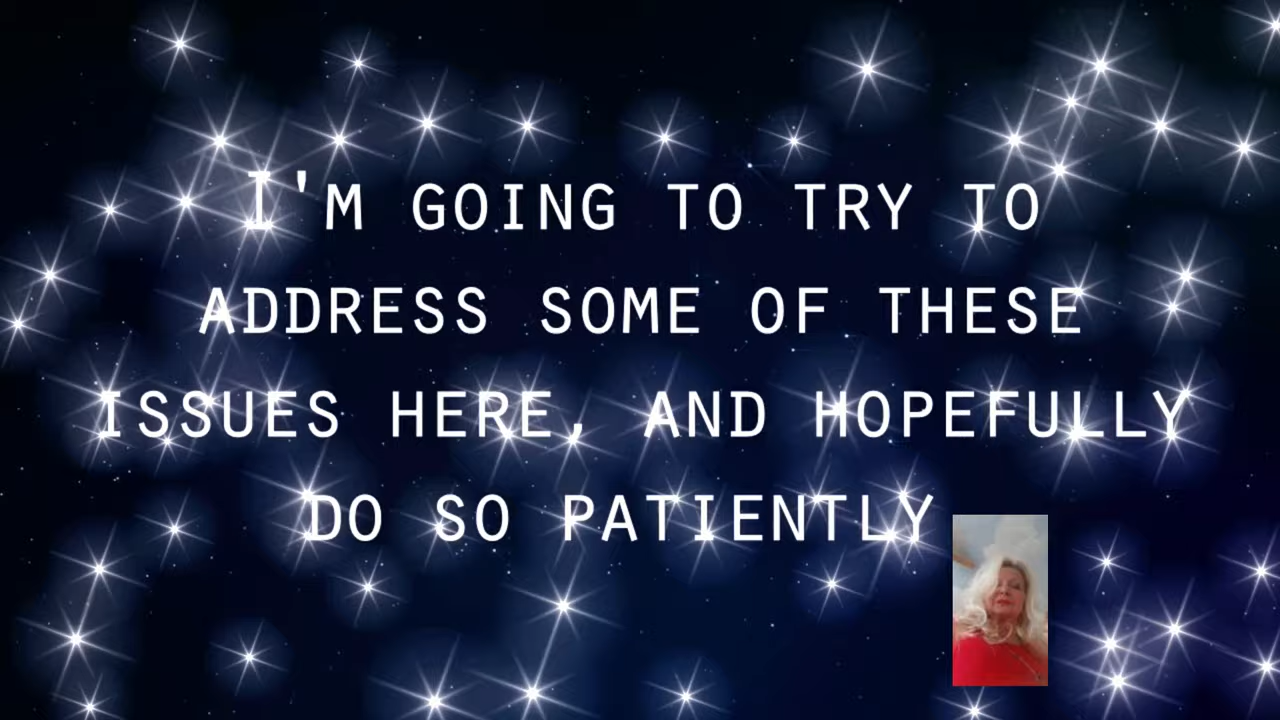 I'M GOING TO TRY TO
ADDRESS SOME OF THESE
ISSUES HERE, AND HOPEFULLY
DO SO PATIENTLY